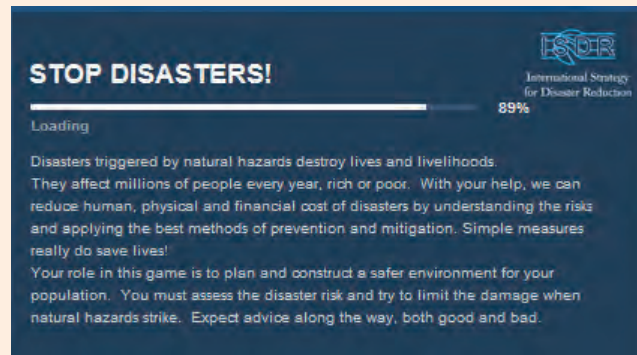 ISDR
International Strategy
for Disaster Reduction
STOP DISASTERS!
89%
Loading
Disasters triggered by natural hazards destroy lives and livelihoods.
They affect millions of people every year, rich or poor. With your help, we can
reduce human, physical and financial cost of disasters by understanding the risks
and applying the best methods of prevention and mitigation. Simple measures
really do save lives!
Your role in this game is to plan and construct a safer environment for your
population. You must assess the disaster risk and try to limit the damage when
natural hazards strike. Expect advice along the way, both good and bad.